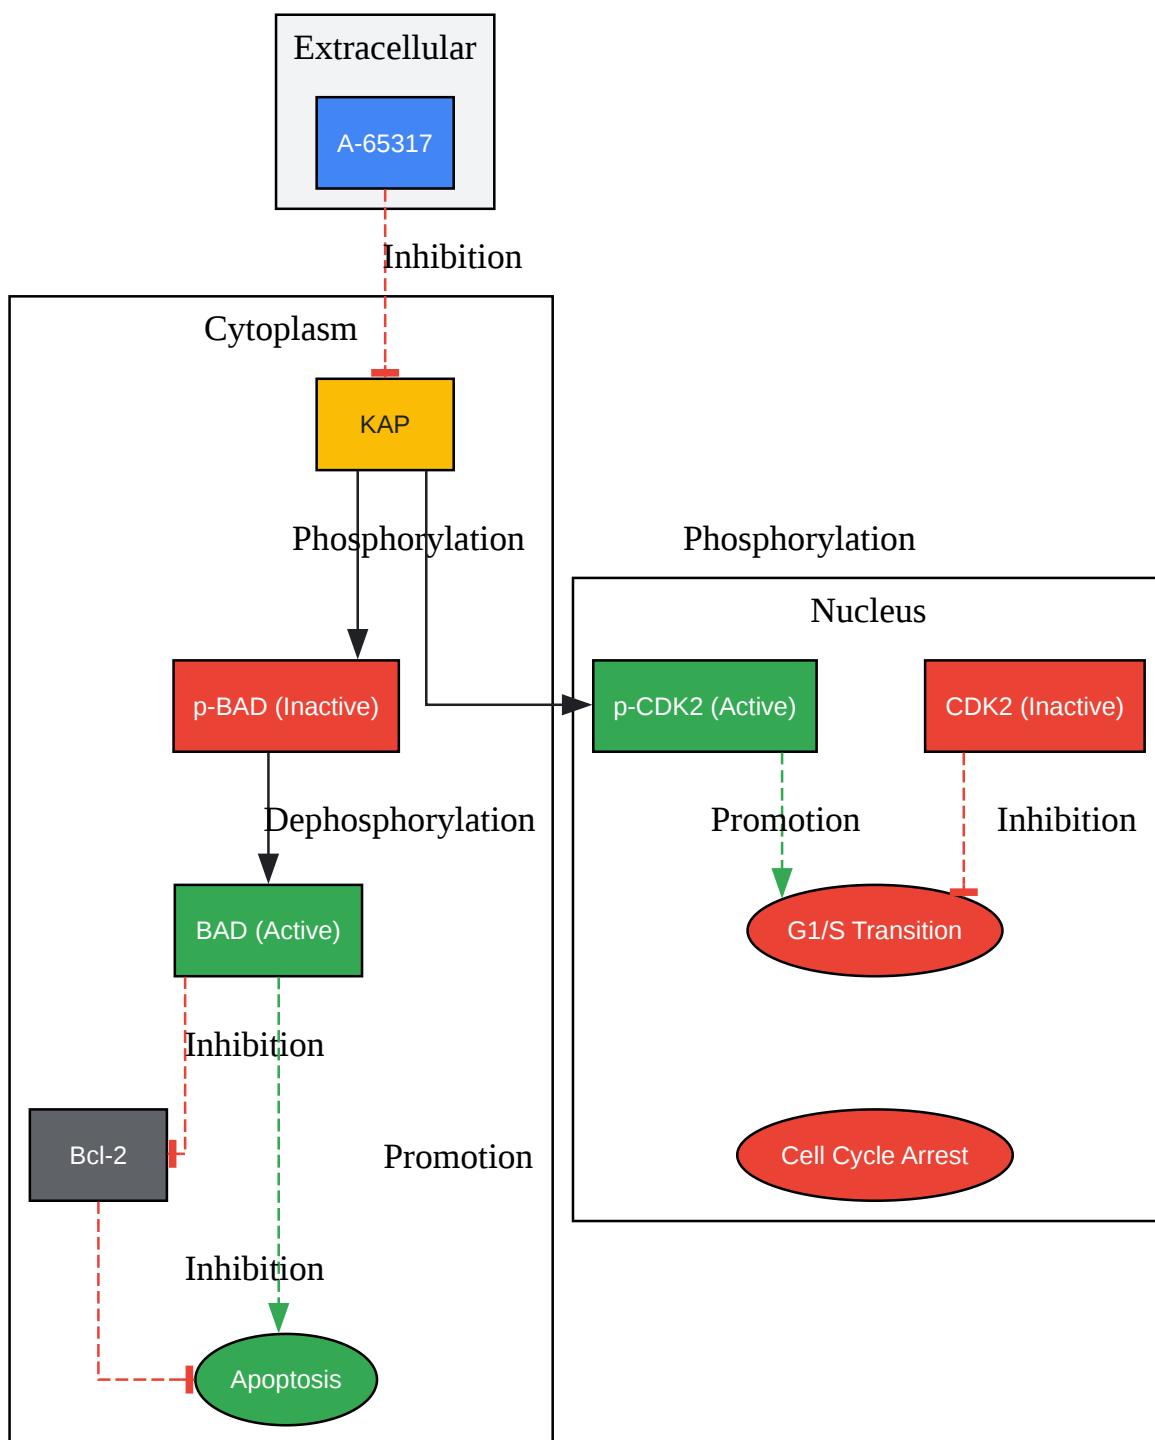 Extracellular
A-65317
Inhibition
Cytoplasm
KAP
Phosphorylation
Phosphorylation
Nucleus
p-BAD (Inactive)
p-CDK2 (Active)
CDK2 (Inactive)
Dephosphorylation
Promotion
Inhibition
BAD (Active)
G1/S Transition
Inhibition
Bcl-2
Promotion
Cell Cycle Arrest
Inhibition
Apoptosis